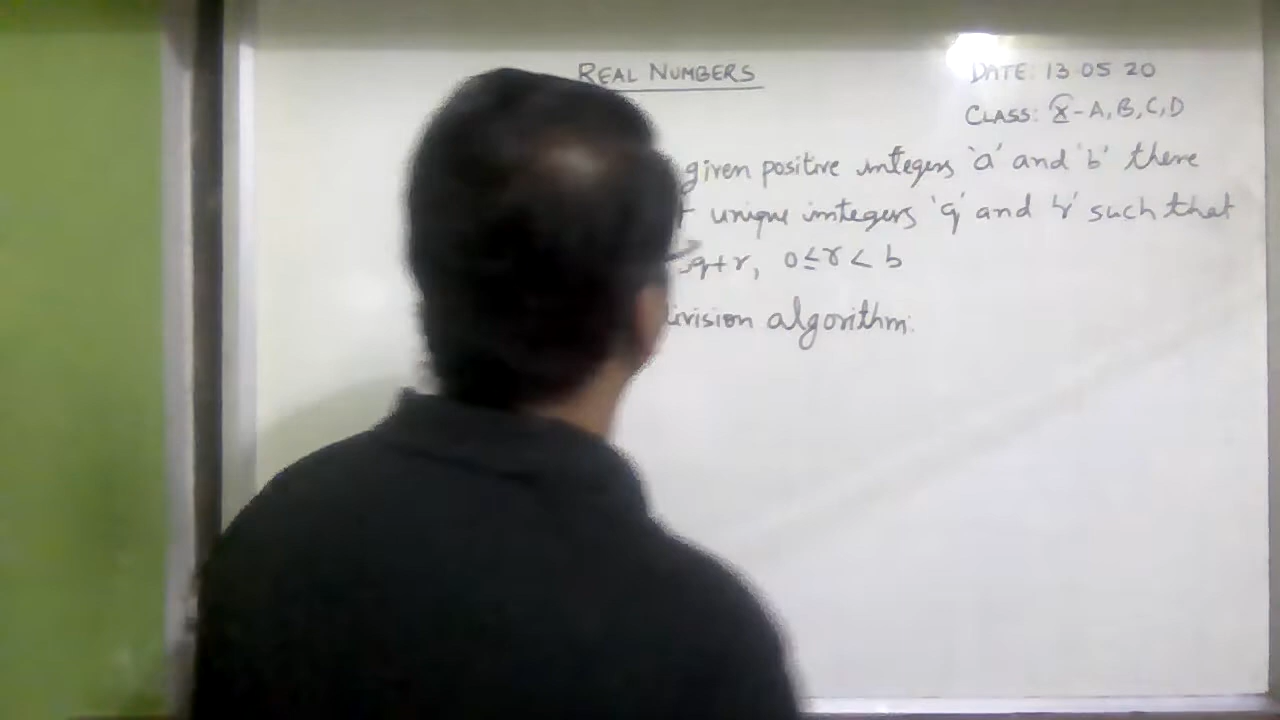 REAL NUMBERS
DATE: 13 05 20
CLASS: X-A, B, C, D
given positive integers 'a' and 'b' there
unique integers 'q' and 'r' such that
q+r, 0≤r< b
ivision algorithm: